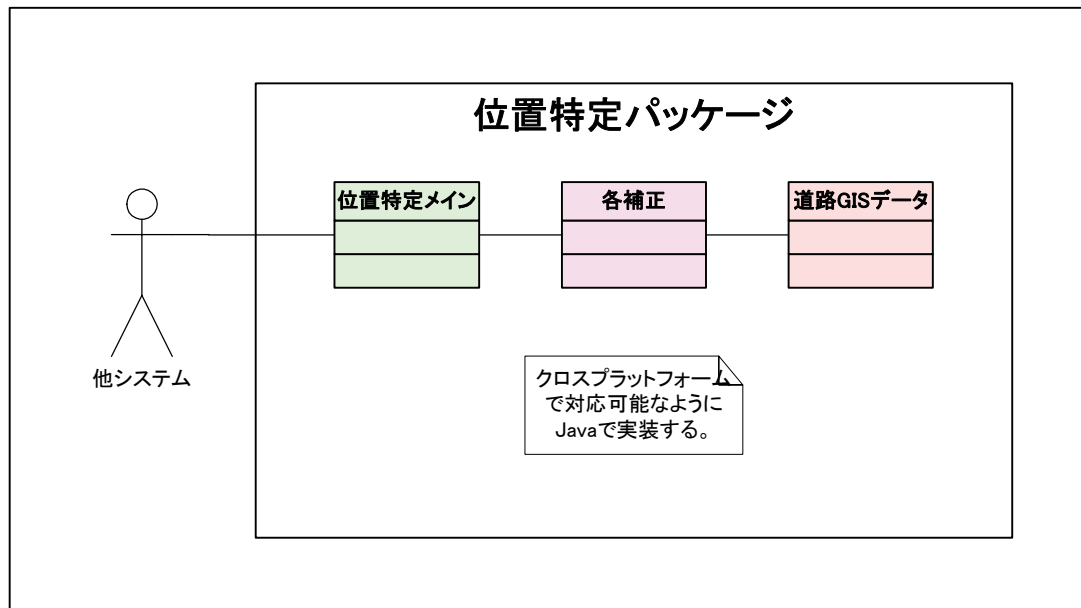 位置特定パッケージ
位置特定メイン
各補正
道路GISデータ
他システム
クロスプラットフォーム
で対応可能なように
Javaで実装する。